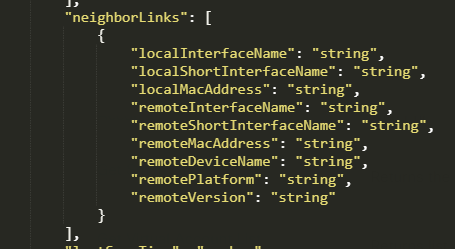 ],
"neighborLinks": [
{
"localInterfaceName": "string",
"localShortInterfaceName": "string",
"localMacAddress": "string",
"remoteInterfaceName": "string",
"remoteShortInterfaceName": "string",
"remoteMacAddress": "string",
"remoteDeviceName": "string",
"remotePlatform": "string",
"remoteVersion": "string"
}
],